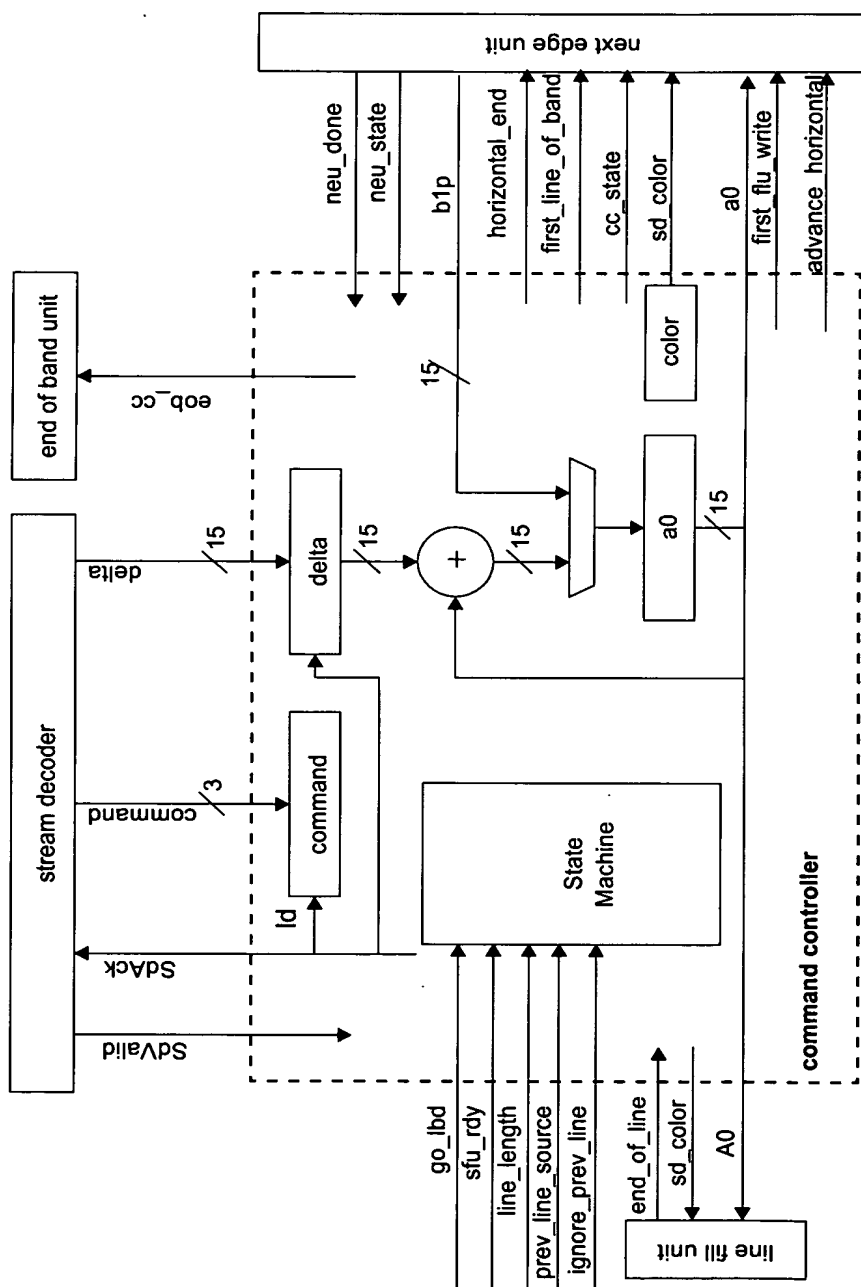 stream decoder
end of band unit
SdValid
SdAck
command
3
delta
15
eob_cc
neu_done
neu_state
b1p
horizontal_end
first_line_of_band
cc_state
sd_color
a0
first_flu_write
advance_horizontal
next edge unit
ld
command
delta
15
+
15
15
a0
15
color
State
Machine
go_lbd
sfu_rdy
line_length
prev_line_source
ignore_prev_line
end_of_line
sd_color
A0
line fill unit
command controller